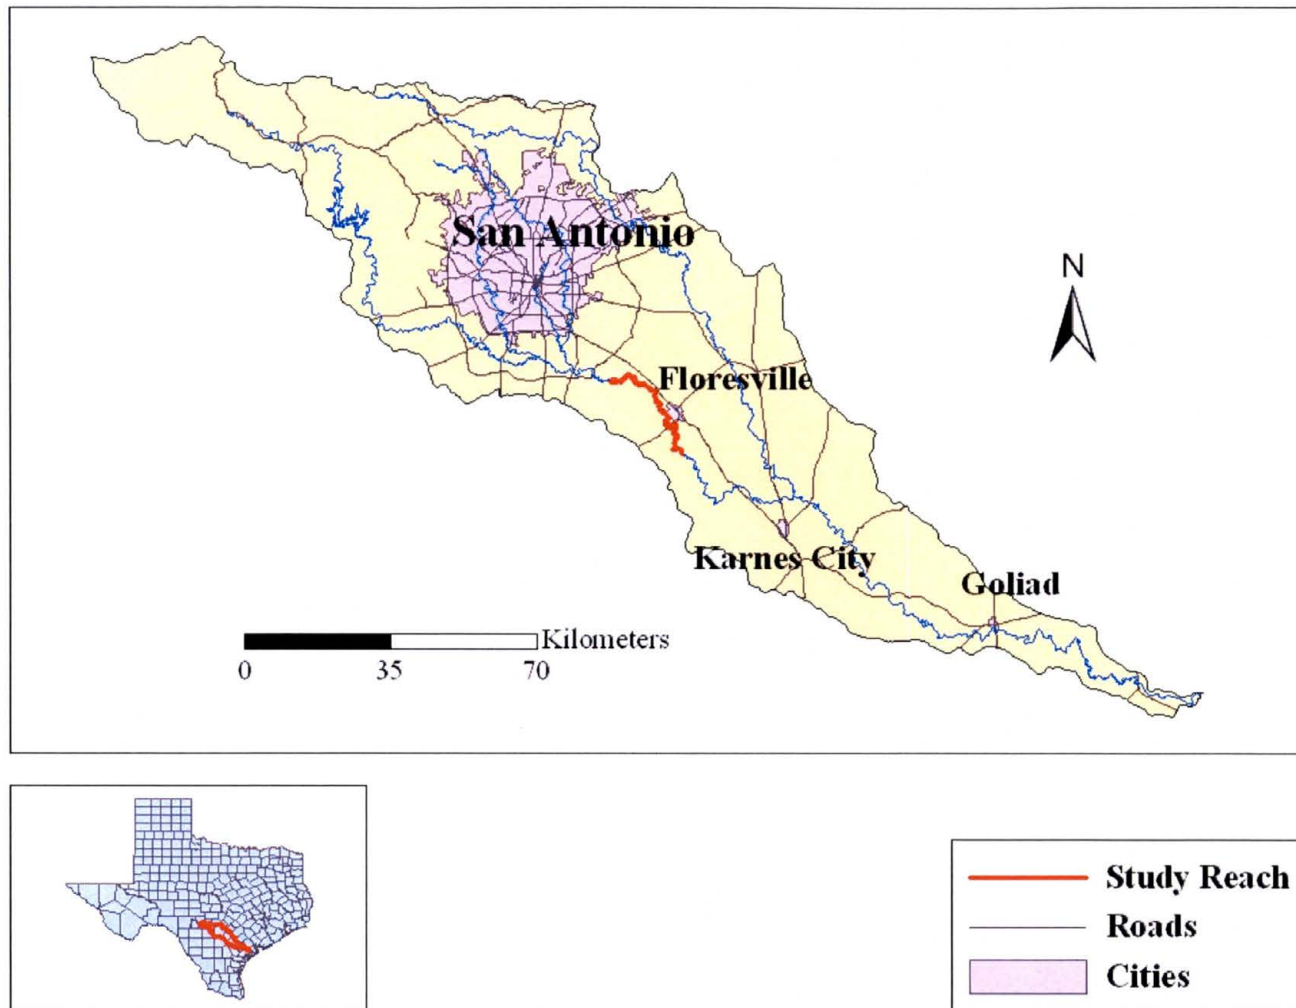 San Antonio
N
Floresville
Karnes City
Goliad
Kilometers
0 35 70
Study Reach
Roads
Cities